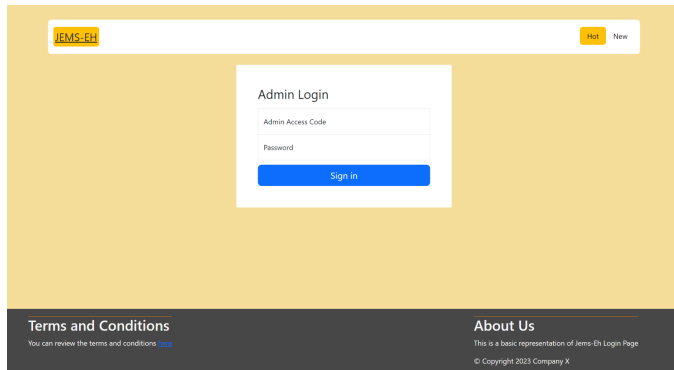 JEMS-EH
Hot New
Admin Login
Admin Access Code
Password
Sign in
Terms and Conditions
You can review the terms and conditions here
About Us
This is a basic representation of Jems-Eh Login Page
© Copyright 2023 Company X